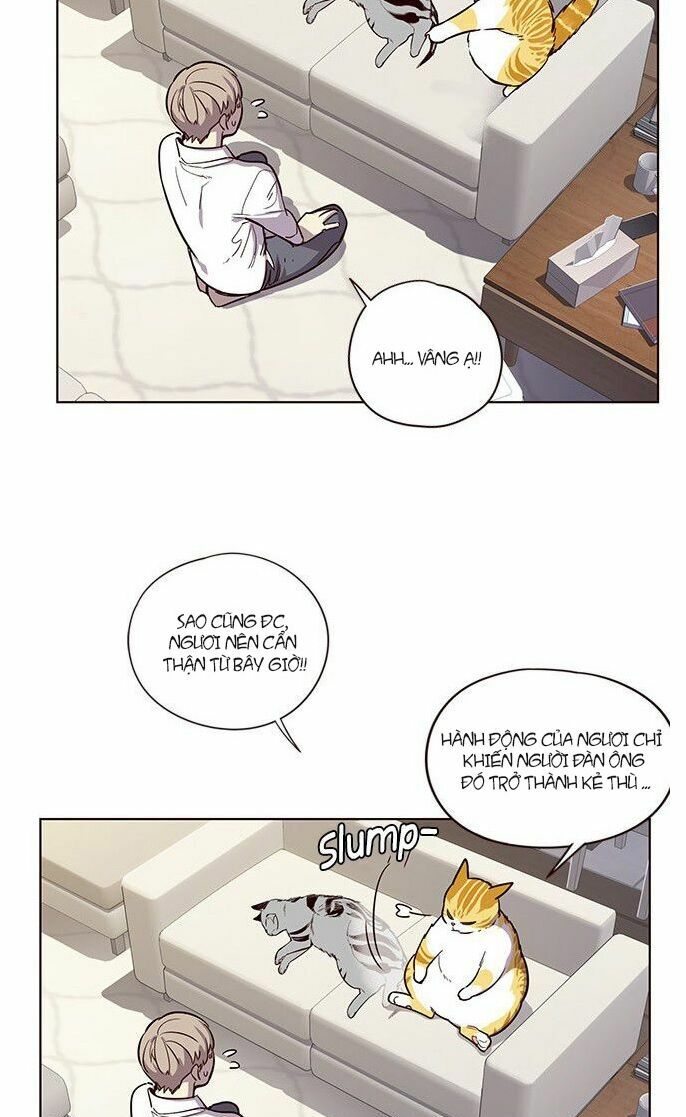 AHH... VÂNG Ạ!!
SAO CŨNG ĐC,
NGƯƠI NÊN CẨN
THẬN TỪ BÂY GIỜ!!
HÀNH ĐỘNG CỦA NGƯƠI CHỈ
KHIẾN NGƯỜI ĐÀN ÔNG
ĐÓ TRỞ THÀNH KẺ THÙ ...
Slump-